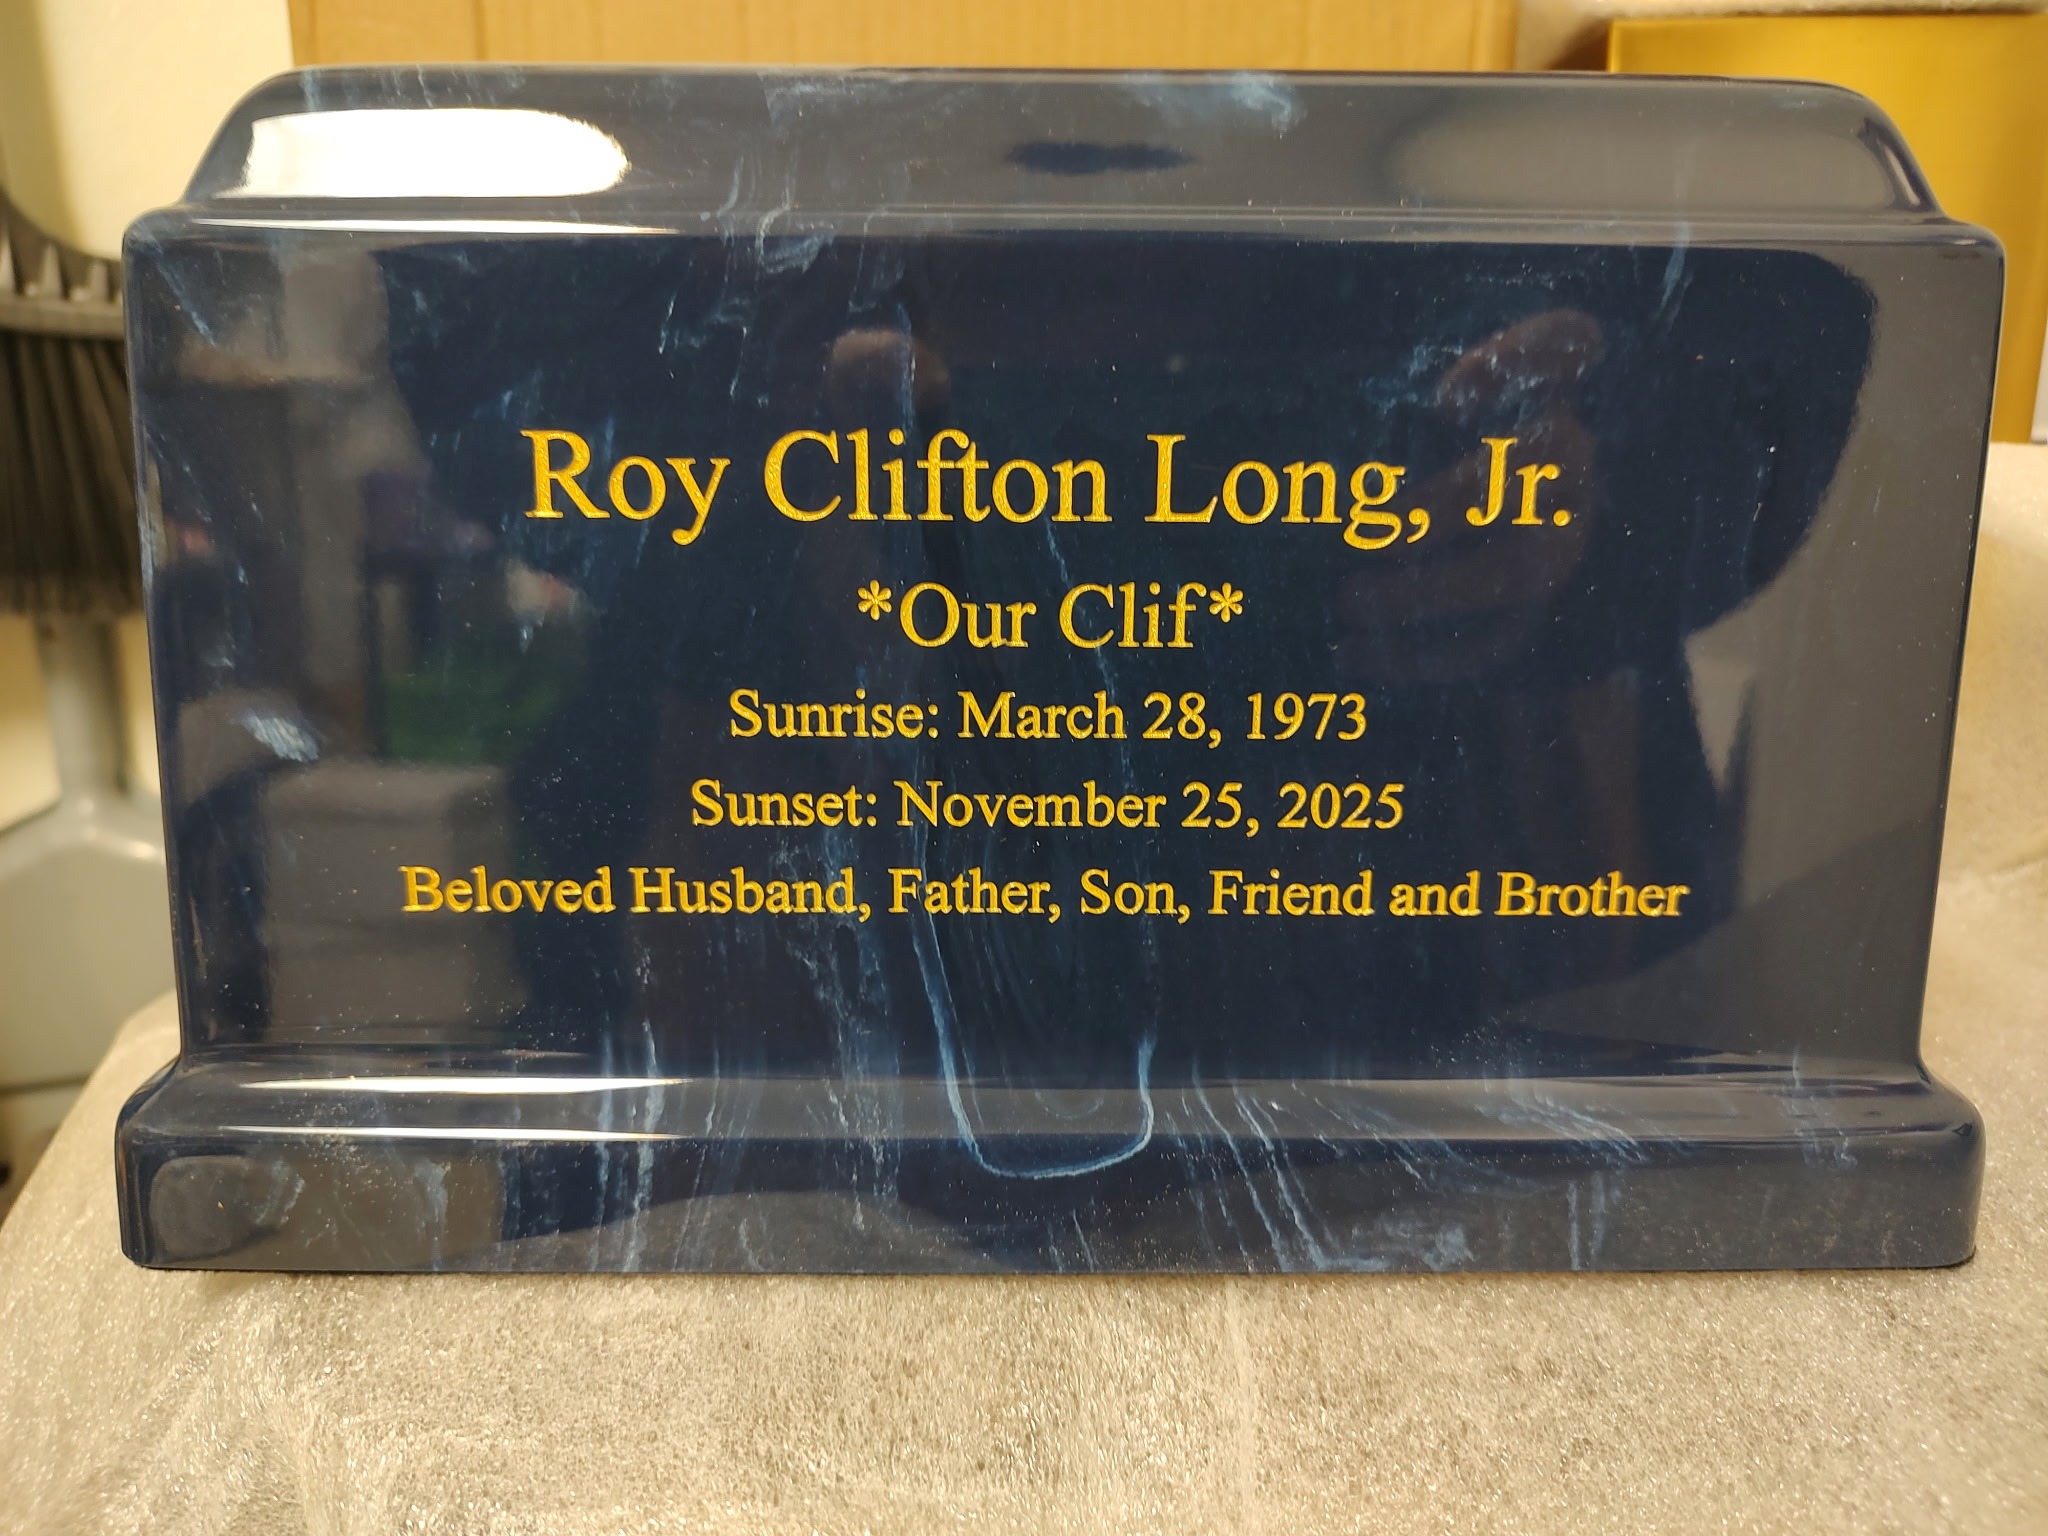 Roy Clifton Long, Jr.
*Our Clif*
Sunrise: March 28, 1973
Sunset: November 25, 2025
Beloved Husband, Father, Son, Friend and Brother